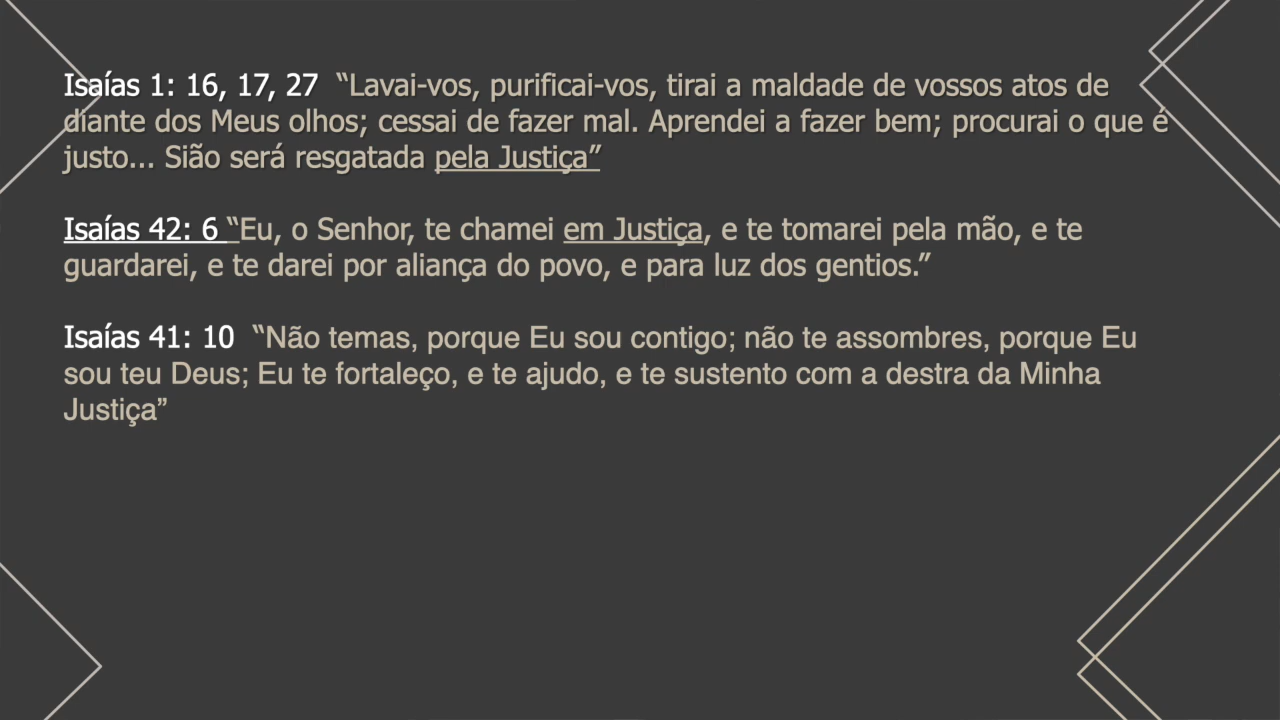 Isaías 1: 16, 17, 27  “Lavai-vos, purificai-vos, tirai a maldade de vossos atos de
diante dos Meus olhos; cessai de fazer mal. Aprendei a fazer bem; procurai o que é
justo... Sião será resgatada pela Justiça”
Isaías 42: 6 “Eu, o Senhor, te chamei em Justiça, e te tomarei pela mão, e te
guardarei, e te darei por aliança do povo, e para luz dos gentios.”
Isaías 41: 10  “Não temas, porque Eu sou contigo; não te assombres, porque Eu
sou teu Deus; Eu te fortaleço, e te ajudo, e te sustento com a destra da Minha
Justiça”